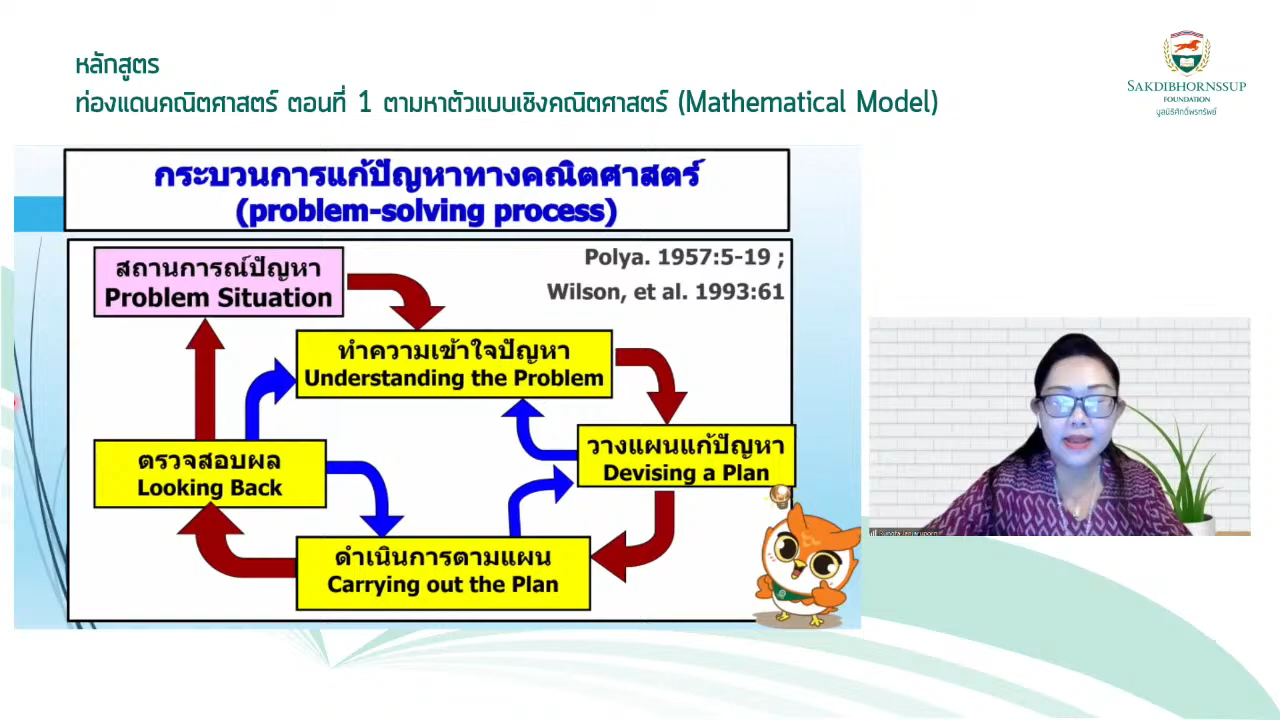 หลักสูตร
ท่องแดนคณิตศาสตร์ ตอนที่ 1 ตามหาตัวแบบเชิงคณิตศาสตร์ (Mathematical Model)
SAKDIBHORNSSUP
FOUNDATION
มูลนิธิศักดิ์พรทรัพย์
กระบวนการแก้ปัญหาทางคณิตศาสตร์
(problem-solving process)
สถานการณ์ปัญหา
Problem Situation
Polya. 1957:5-19 ;
Wilson, et al. 1993:61
ทำความเข้าใจปัญหา
Understanding the Problem
วางแผนแก้ปัญหา
Devising a Plan
ตรวจสอบผล
Looking Back
ดำเนินการตามแผน
Carrying out the Plan